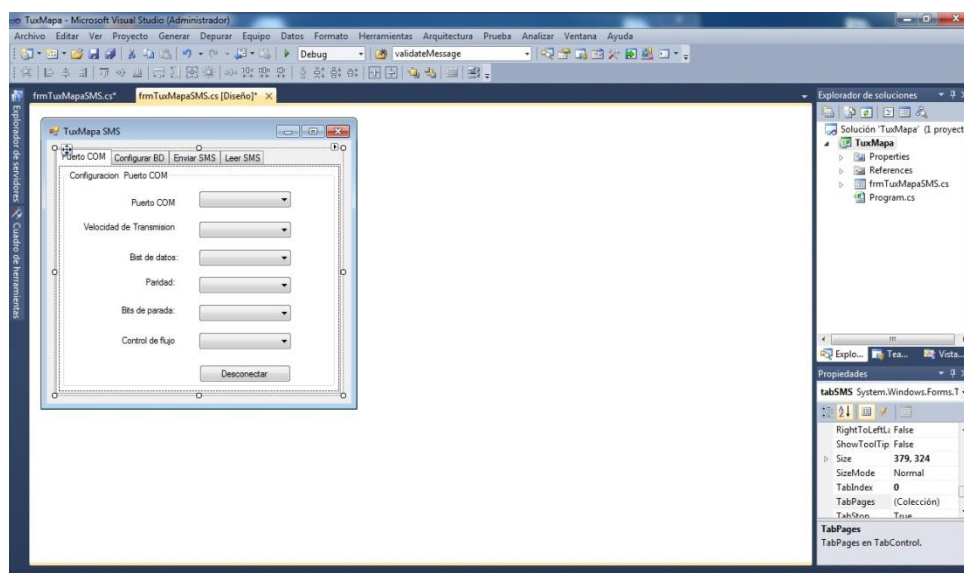 TuxMapa - Microsoft Visual Studio (Administrador)
Archivo Editar Ver Proyecto Generar Depurar Equipo Datos Formato Herramientas Arquitectura Prueba Analizar Ventana Ayuda
Debug validateMessage
frmTuxMapaSMS.cs* frmTuxMapaSMS.cs [Diseño]* X
Explorador de servidores
Cuadro de herramientas
TuxMapa SMS
Puerto COM Configurar BD Enviar SMS Leer SMS
Configuracion Puerto COM
Puerto COM
Velocidad de Transmision
Bist de datos:
Paridad:
Bits de parada:
Control de flujo
Desconectar
Explorador de soluciones
Solución 'TuxMapa' (1 proyect
TuxMapa
Properties
References
frmTuxMapaSMS.cs
Program.cs
Explo... Tea... Vista...
Propiedades
tabSMS System.Windows.Forms.T
RightToLeftLa False
ShowToolTip False
Size 379, 324
SizeMode Normal
TabIndex 0
TabPages (Colección)
TabStop True
TabPages
TabPages en TabControl.